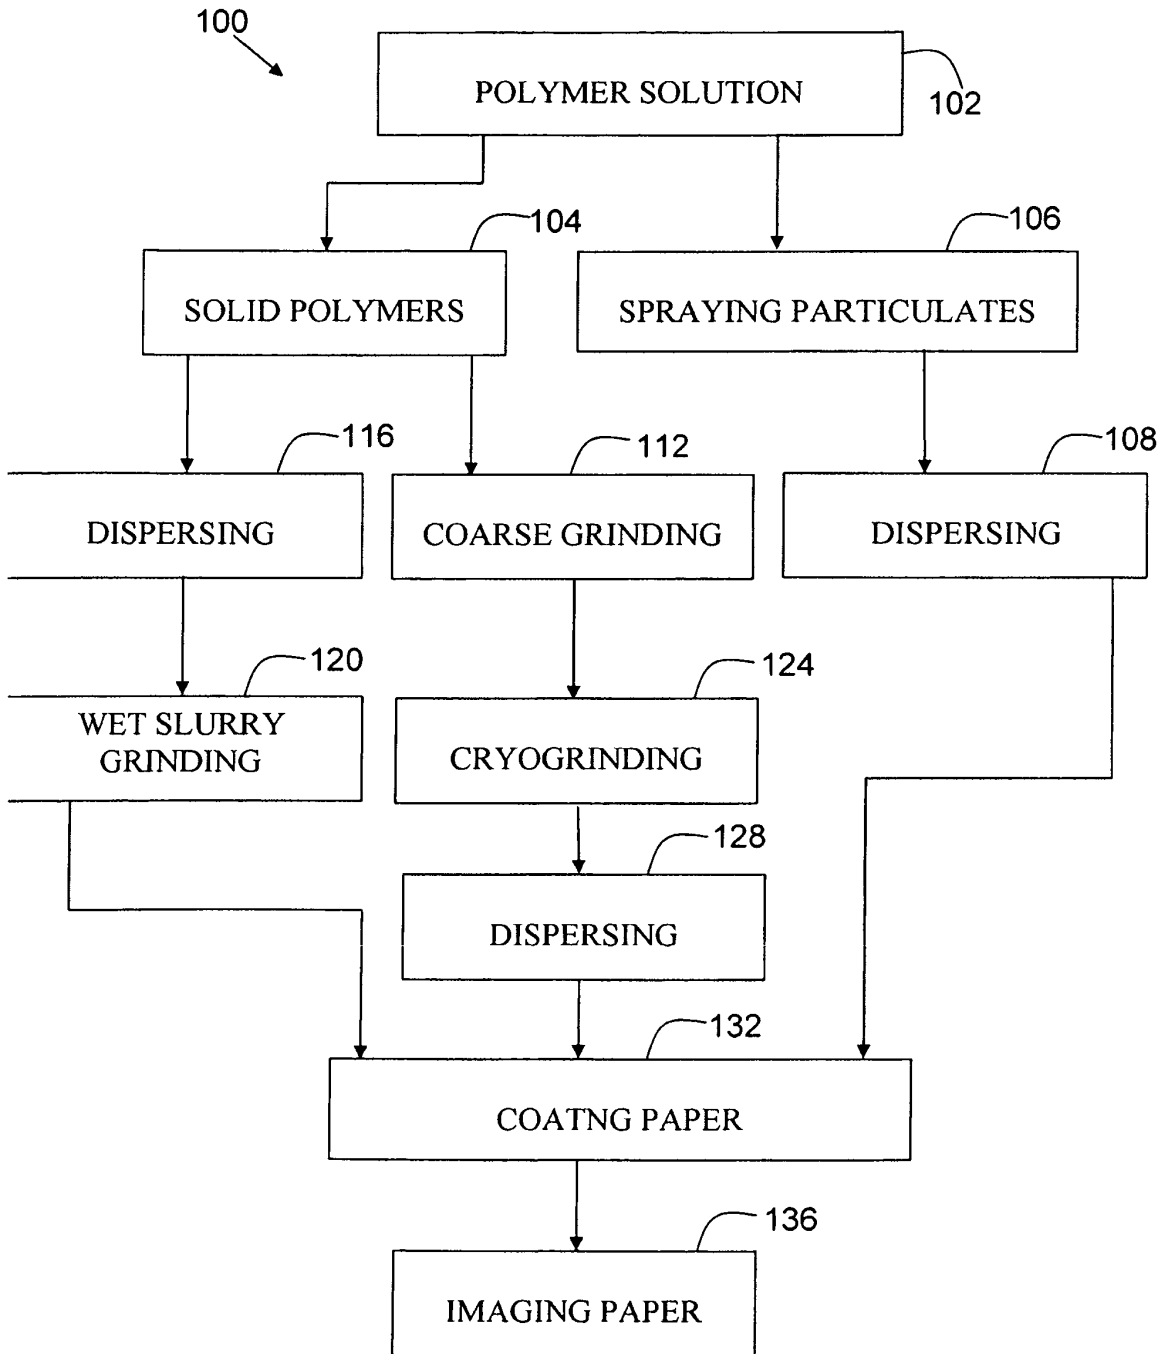 100
POLYMER SOLUTION
102
104
106
SOLID POLYMERS
SPRAYING PARTICULATES
116
112
108
DISPERSING
COARSE GRINDING
DISPERSING
120
124
WET SLURRY
GRINDING
CRYOGRINDING
128
DISPERSING
132
COATNG PAPER
136
IMAGING PAPER